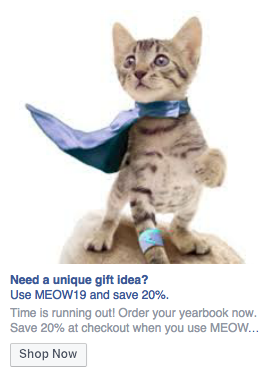 Need a unique gift idea?
Use MEOW19 and save 20%.
Time is running out! Order your yearbook now.
Save 20% at checkout when you use MEOW...
Shop Now